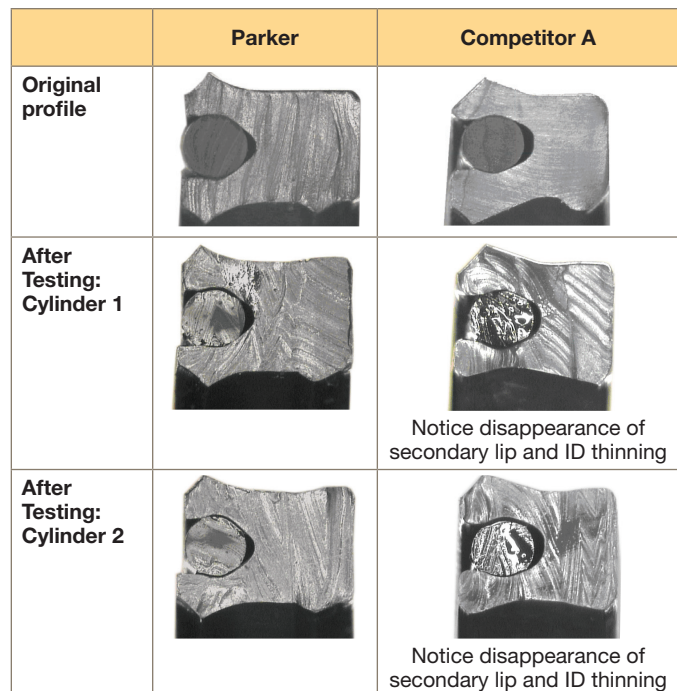 Parker
Competitor A
Original
profile
After
Testing:
Cylinder 1
Notice disappearance of
secondary lip and ID thinning
After
Testing:
Cylinder 2
Notice disappearance of
secondary lip and ID thinning